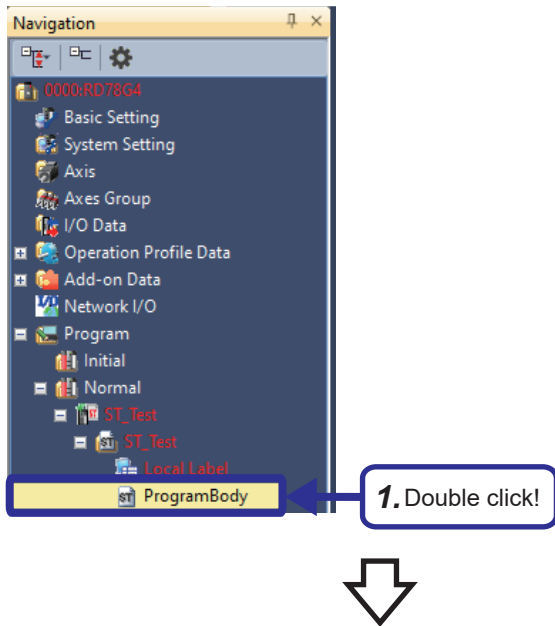 Navigation
0000:RD78G4
Basic Setting
System Setting
Axis
Axes Group
I/O Data
Operation Profile Data
Add-on Data
Network I/O
Program
Initial
Normal
ST_Test
ST_Test
Local Label
ProgramBody
1. Double click!